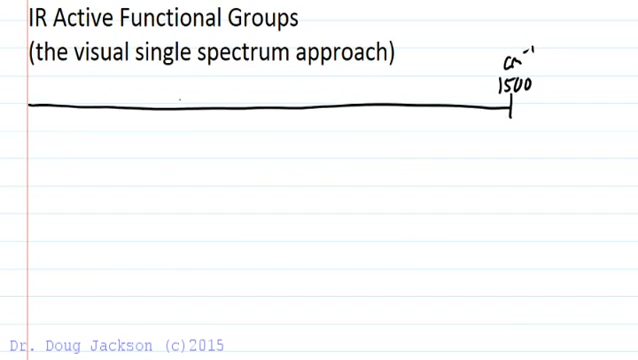 IR Active Functional Groups
(the visual single spectrum approach)
cm⁻¹
1500
Dr. Doug Jackson (c)2015